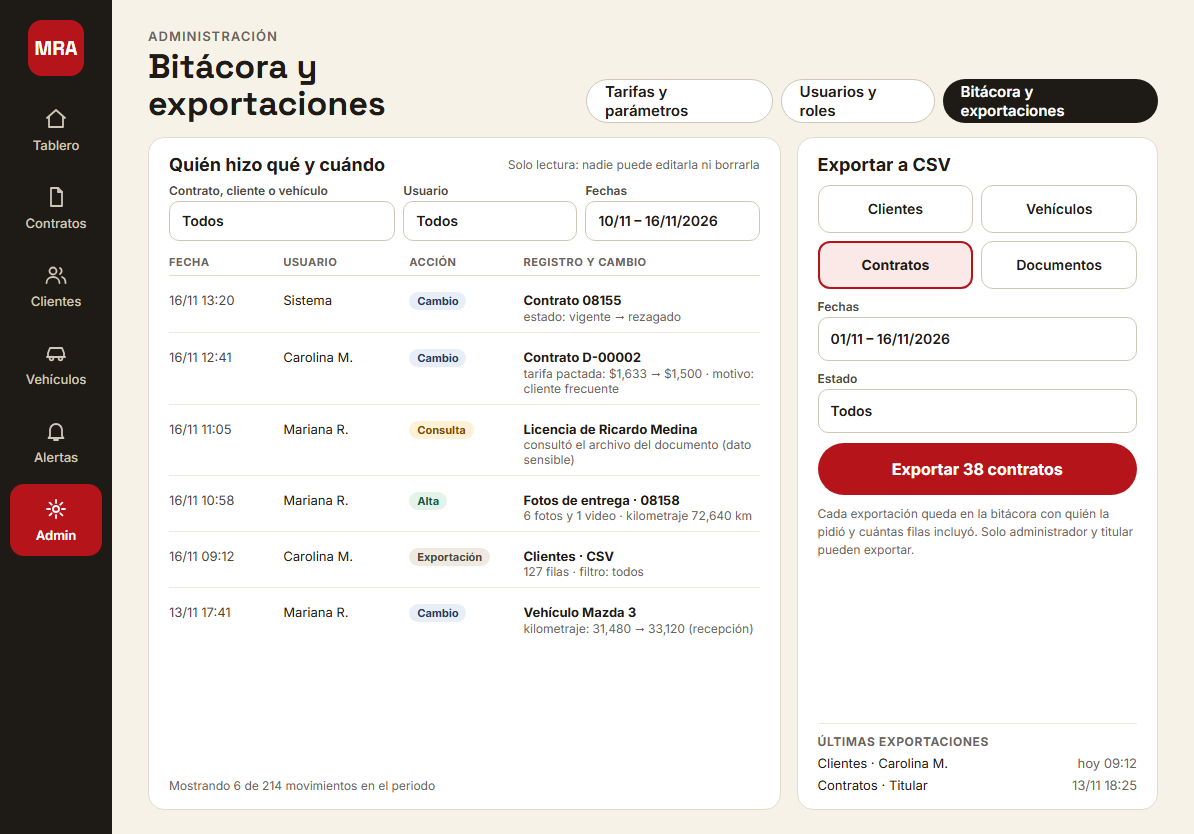 MRA
Tablero
Contratos
Clientes
Vehículos
Alertas
Admin
ADMINISTRACIÓN
Bitácora y
exportaciones
Tarifas y
parámetros
Usuarios y
roles
Bitácora y
exportaciones
Quién hizo qué y cuándo
Solo lectura: nadie puede editarla ni borrarla
Contrato, cliente o vehículo
Usuario
Fechas
Todos
Todos
10/11 – 16/11/2026
FECHA USUARIO ACCIÓN REGISTRO Y CAMBIO
16/11 13:20 Sistema Cambio Contrato 08155
estado: vigente → rezagado
16/11 12:41 Carolina M. Cambio Contrato D-00002
tarifa pactada: $1,633 → $1,500 · motivo:
cliente frecuente
16/11 11:05 Mariana R. Consulta Licencia de Ricardo Medina
consultó el archivo del documento (dato
sensible)
16/11 10:58 Mariana R. Alta Fotos de entrega · 08158
6 fotos y 1 video · kilometraje 72,640 km
16/11 09:12 Carolina M. Exportación Clientes · CSV
127 filas · filtro: todos
13/11 17:41 Mariana R. Cambio Vehículo Mazda 3
kilometraje: 31,480 → 33,120 (recepción)
Mostrando 6 de 214 movimientos en el periodo
Exportar a CSV
Clientes
Vehículos
Contratos
Documentos
Fechas
01/11 – 16/11/2026
Estado
Todos
Exportar 38 contratos
Cada exportación queda en la bitácora con quién la
pidió y cuántas filas incluyó. Solo administrador y titular
pueden exportar.
ÚLTIMAS EXPORTACIONES
Clientes · Carolina M. hoy 09:12
Contratos · Titular 13/11 18:25